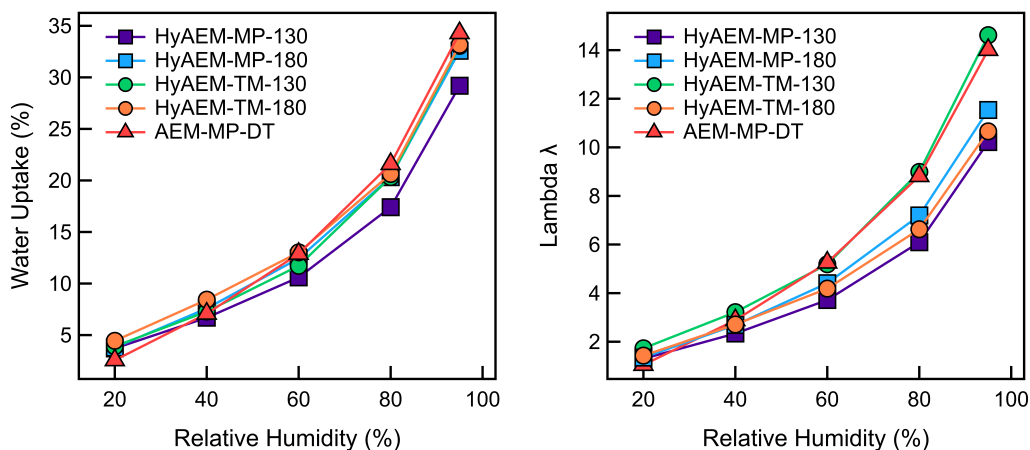 35
30
25
20
15
10
5
Water Uptake (%)
HyAEM-MP-130
HyAEM-MP-180
HyAEM-TM-130
HyAEM-TM-180
AEM-MP-DT
20 40 60 80 100
Relative Humidity (%)
14
12
10
8
6
4
2
Lambda λ
HyAEM-MP-130
HyAEM-MP-180
HyAEM-TM-130
HyAEM-TM-180
AEM-MP-DT
20 40 60 80 100
Relative Humidity (%)